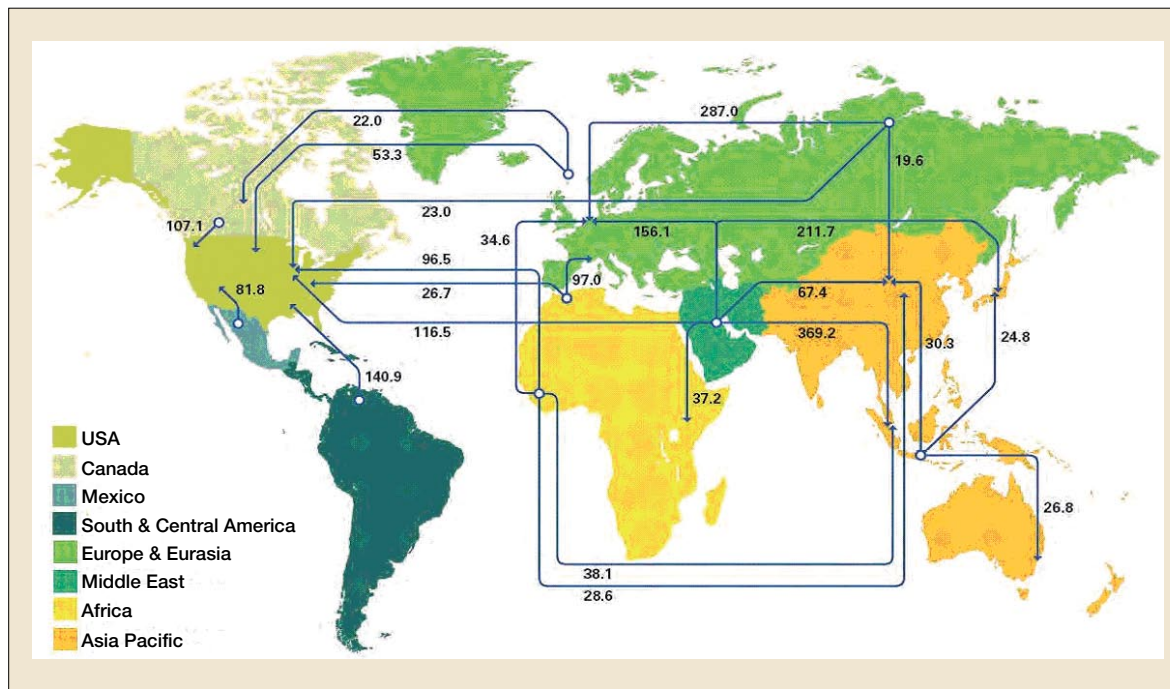 22.0
287.0
53.3
19.6
107.1
23.0
34.6
156.1
211.7
96.5
97.0
81.8
26.7
67.4
116.5
369.2
30.3
24.8
140.9
37.2
USA
Canada
Mexico
26.8
South & Central America
Europe & Eurasia
38.1
Middle East
28.6
Africa
Asia Pacific